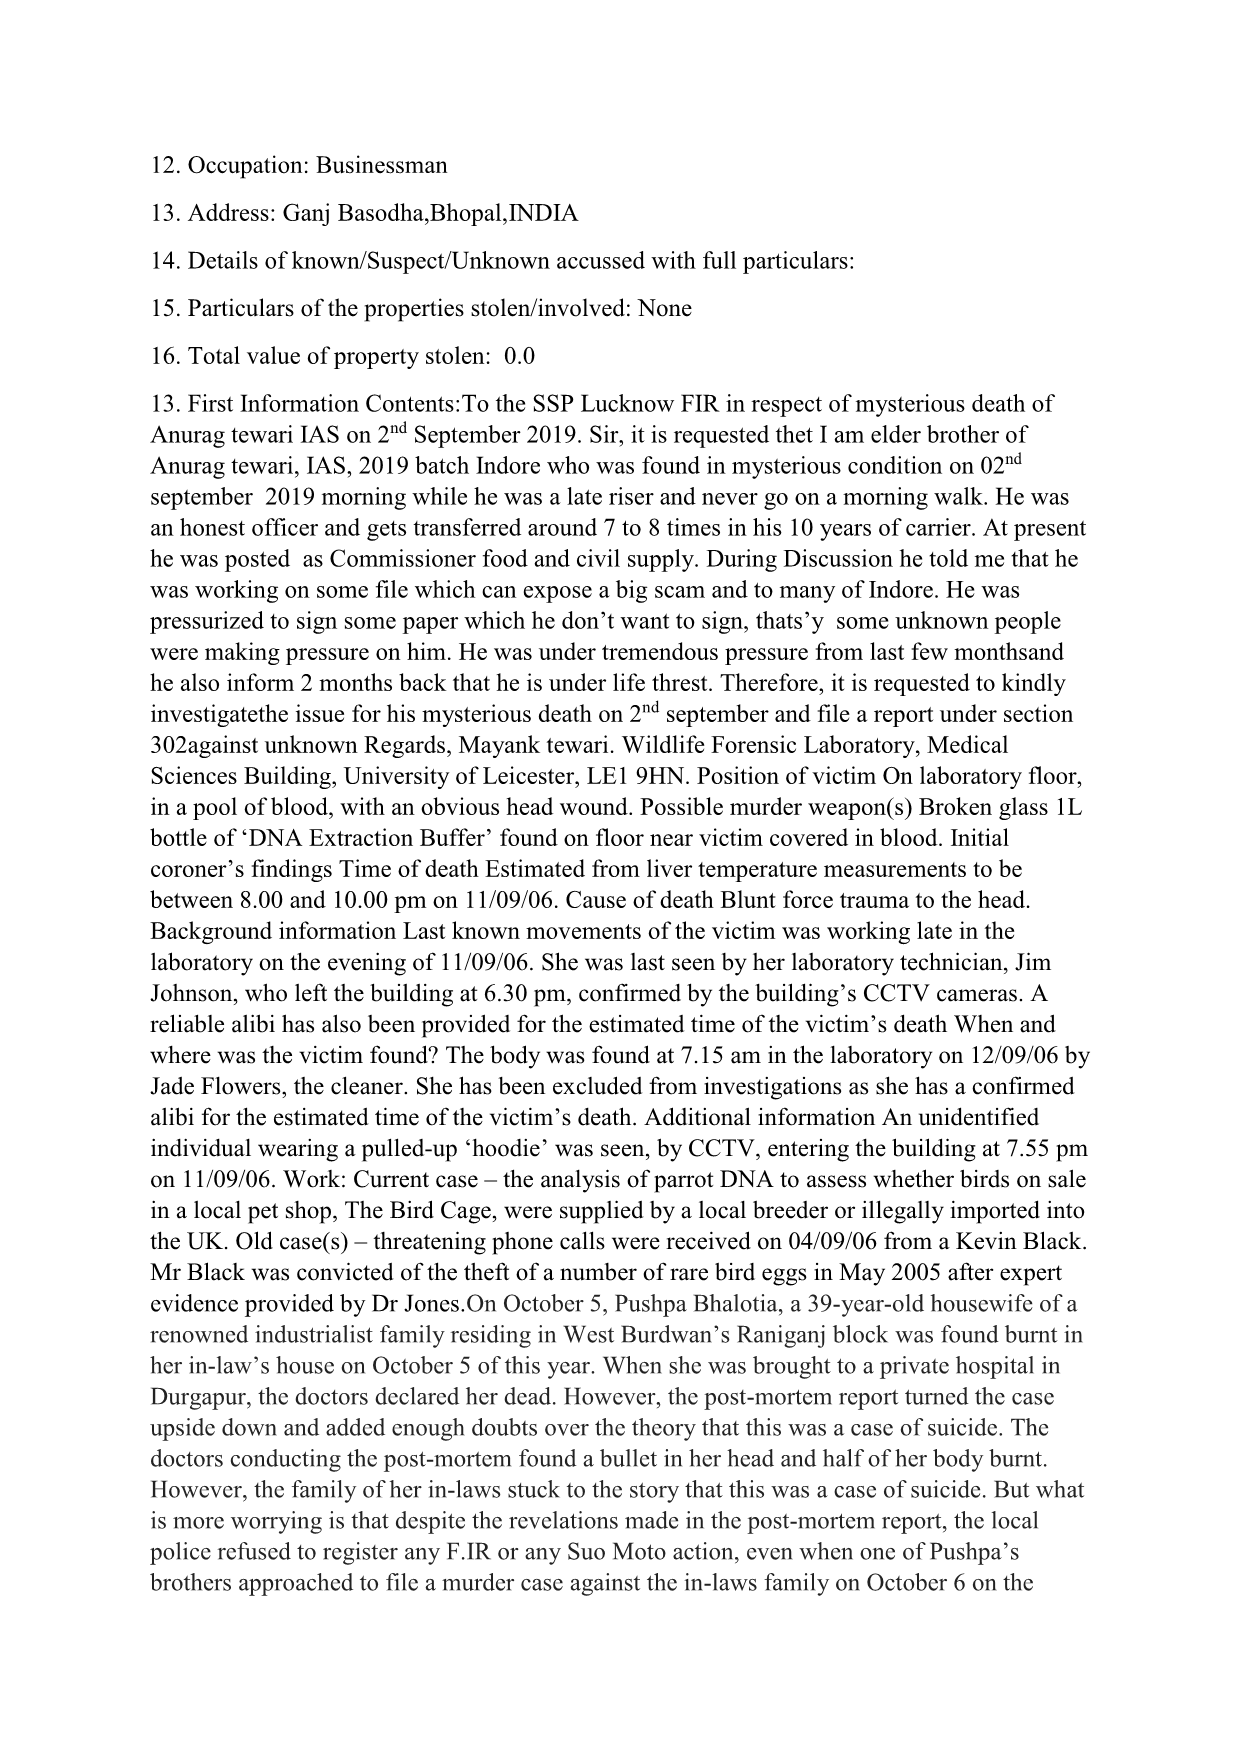 12. Occupation: Businessman
13. Address: Ganj Basodha,Bhopal,INDIA
14. Details of known/Suspect/Unknown accussed with full particulars:
15. Particulars of the properties stolen/involved: None
16. Total value of property stolen:  0.0
13. First Information Contents:To the SSP Lucknow FIR in respect of mysterious death of
Anurag tewari IAS on 2nd September 2019. Sir, it is requested thet I am elder brother of
Anurag tewari, IAS, 2019 batch Indore who was found in mysterious condition on 02nd
september  2019 morning while he was a late riser and never go on a morning walk. He was
an honest officer and gets transferred around 7 to 8 times in his 10 years of carrier. At present
he was posted  as Commissioner food and civil supply. During Discussion he told me that he
was working on some file which can expose a big scam and to many of Indore. He was
pressurized to sign some paper which he don’t want to sign, thats’y  some unknown people
were making pressure on him. He was under tremendous pressure from last few monthsand
he also inform 2 months back that he is under life threst. Therefore, it is requested to kindly
investigatethe issue for his mysterious death on 2nd september and file a report under section
302against unknown Regards, Mayank tewari. Wildlife Forensic Laboratory, Medical
Sciences Building, University of Leicester, LE1 9HN. Position of victim On laboratory floor,
in a pool of blood, with an obvious head wound. Possible murder weapon(s) Broken glass 1L
bottle of ‘DNA Extraction Buffer’ found on floor near victim covered in blood. Initial
coroner’s findings Time of death Estimated from liver temperature measurements to be
between 8.00 and 10.00 pm on 11/09/06. Cause of death Blunt force trauma to the head.
Background information Last known movements of the victim was working late in the
laboratory on the evening of 11/09/06. She was last seen by her laboratory technician, Jim
Johnson, who left the building at 6.30 pm, confirmed by the building’s CCTV cameras. A
reliable alibi has also been provided for the estimated time of the victim’s death When and
where was the victim found? The body was found at 7.15 am in the laboratory on 12/09/06 by
Jade Flowers, the cleaner. She has been excluded from investigations as she has a confirmed
alibi for the estimated time of the victim’s death. Additional information An unidentified
individual wearing a pulled-up ‘hoodie’ was seen, by CCTV, entering the building at 7.55 pm
on 11/09/06. Work: Current case – the analysis of parrot DNA to assess whether birds on sale
in a local pet shop, The Bird Cage, were supplied by a local breeder or illegally imported into
the UK. Old case(s) – threatening phone calls were received on 04/09/06 from a Kevin Black.
Mr Black was convicted of the theft of a number of rare bird eggs in May 2005 after expert
evidence provided by Dr Jones.On October 5, Pushpa Bhalotia, a 39-year-old housewife of a
renowned industrialist family residing in West Burdwan’s Raniganj block was found burnt in
her in-law’s house on October 5 of this year. When she was brought to a private hospital in
Durgapur, the doctors declared her dead. However, the post-mortem report turned the case
upside down and added enough doubts over the theory that this was a case of suicide. The
doctors conducting the post-mortem found a bullet in her head and half of her body burnt.
However, the family of her in-laws stuck to the story that this was a case of suicide. But what
is more worrying is that despite the revelations made in the post-mortem report, the local
police refused to register any F.IR or any Suo Moto action, even when one of Pushpa’s
brothers approached to file a murder case against the in-laws family on October 6 on the